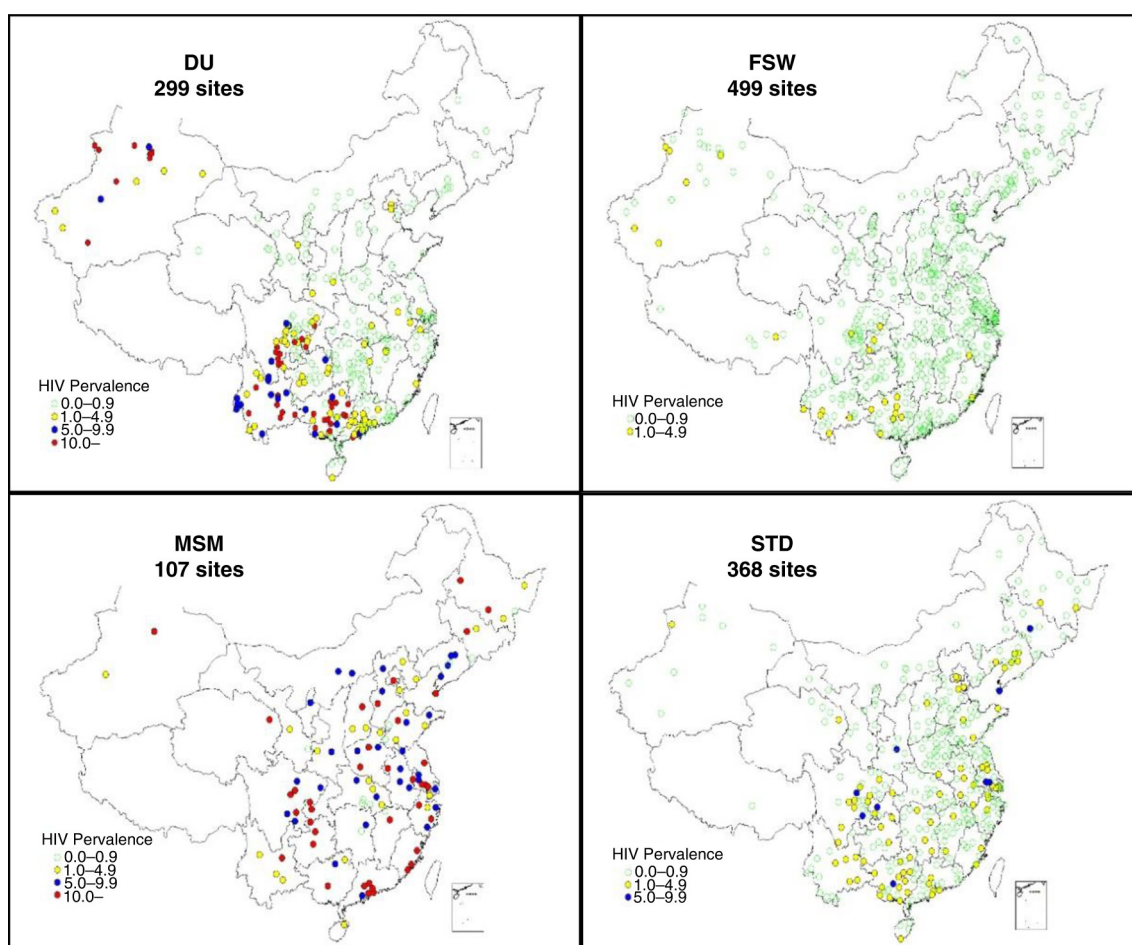 DU
299 sites
HIV Pervalence
0.0–0.9
1.0–4.9
5.0–9.9
10.0–
FSW
499 sites
HIV Pervalence
0.0–0.9
1.0–4.9
MSM
107 sites
HIV Pervalence
0.0–0.9
1.0–4.9
5.0–9.9
10.0–
STD
368 sites
HIV Pervalence
0.0–0.9
1.0–4.9
5.0–9.9